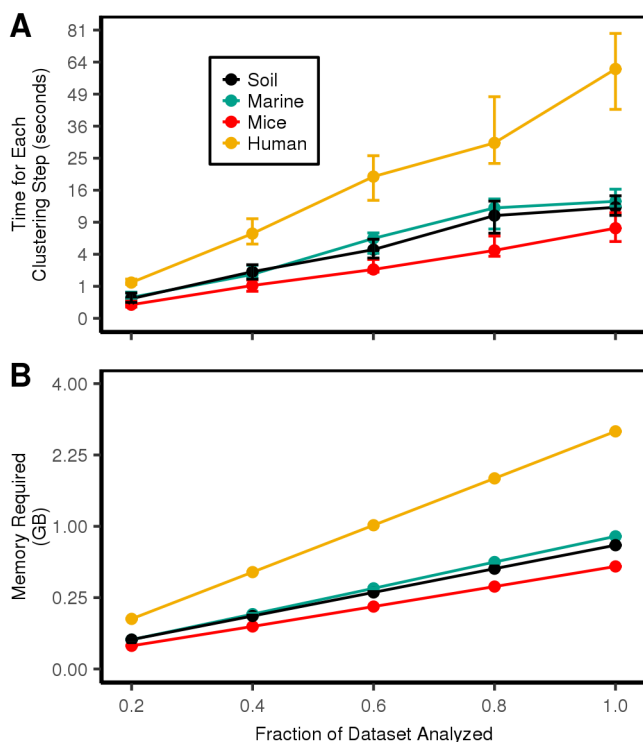 A
Time for Each
Clustering Step (seconds)
81
64
49
36
25
16
9
4
1
0
Soil
Marine
Mice
Human
B
Memory Required
(GB)
4.00
2.25
1.00
0.25
0.00
0.2 0.4 0.6 0.8 1.0
Fraction of Dataset Analyzed